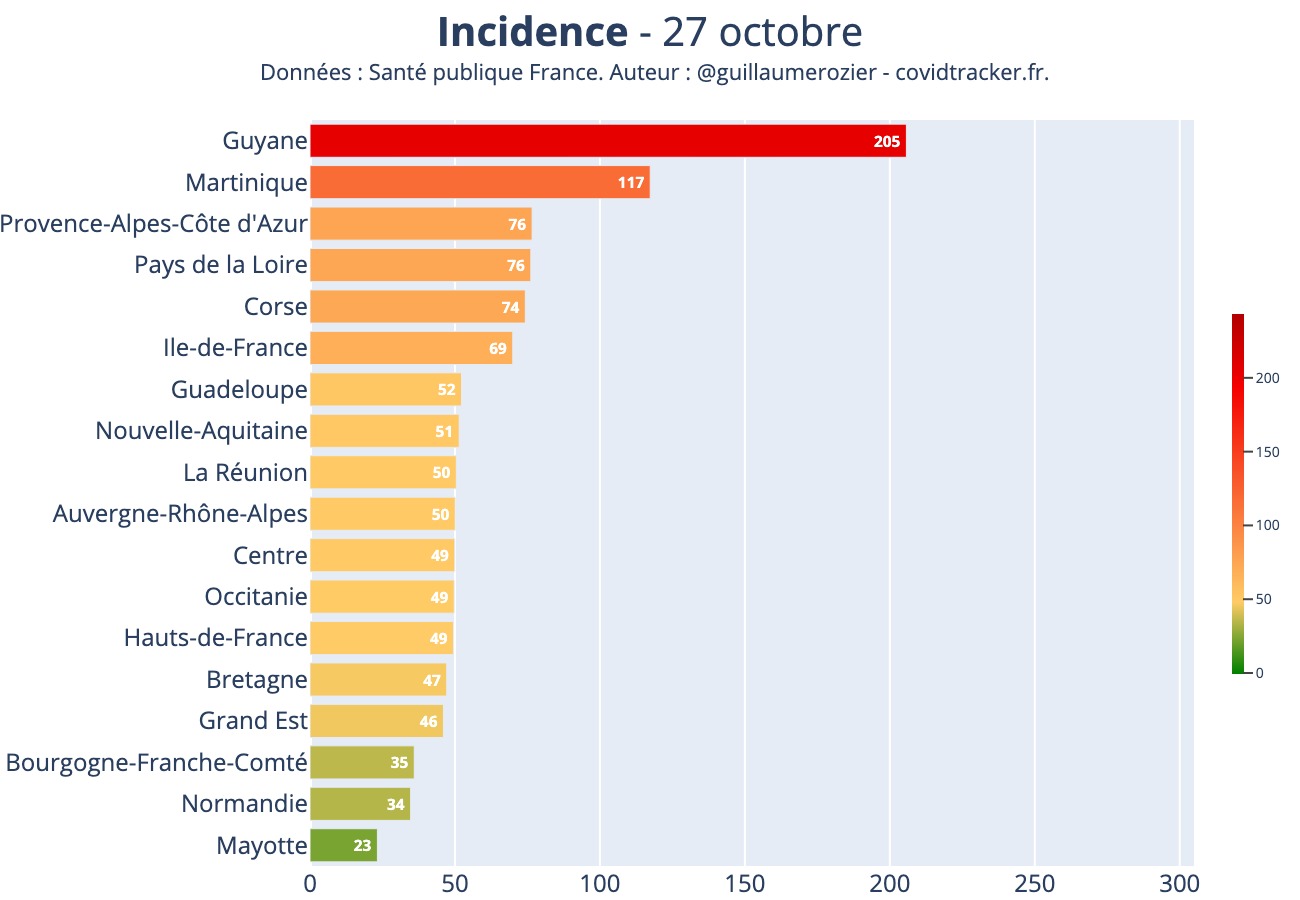 Incidence - 27 octobre
Données : Santé publique France. Auteur : @guillaumerozier - covidtracker.fr.
Guyane 205
Martinique 117
Provence-Alpes-Côte d'Azur 76
Pays de la Loire 76
Corse 74
Ile-de-France 69
Guadeloupe 52
Nouvelle-Aquitaine 51
La Réunion 50
Auvergne-Rhône-Alpes 50
Centre 49
Occitanie 49
Hauts-de-France 49
Bretagne 47
Grand Est 46
Bourgogne-Franche-Comté 35
Normandie 34
Mayotte 23
0 50 100 150 200 250 300
200
150
100
50
0